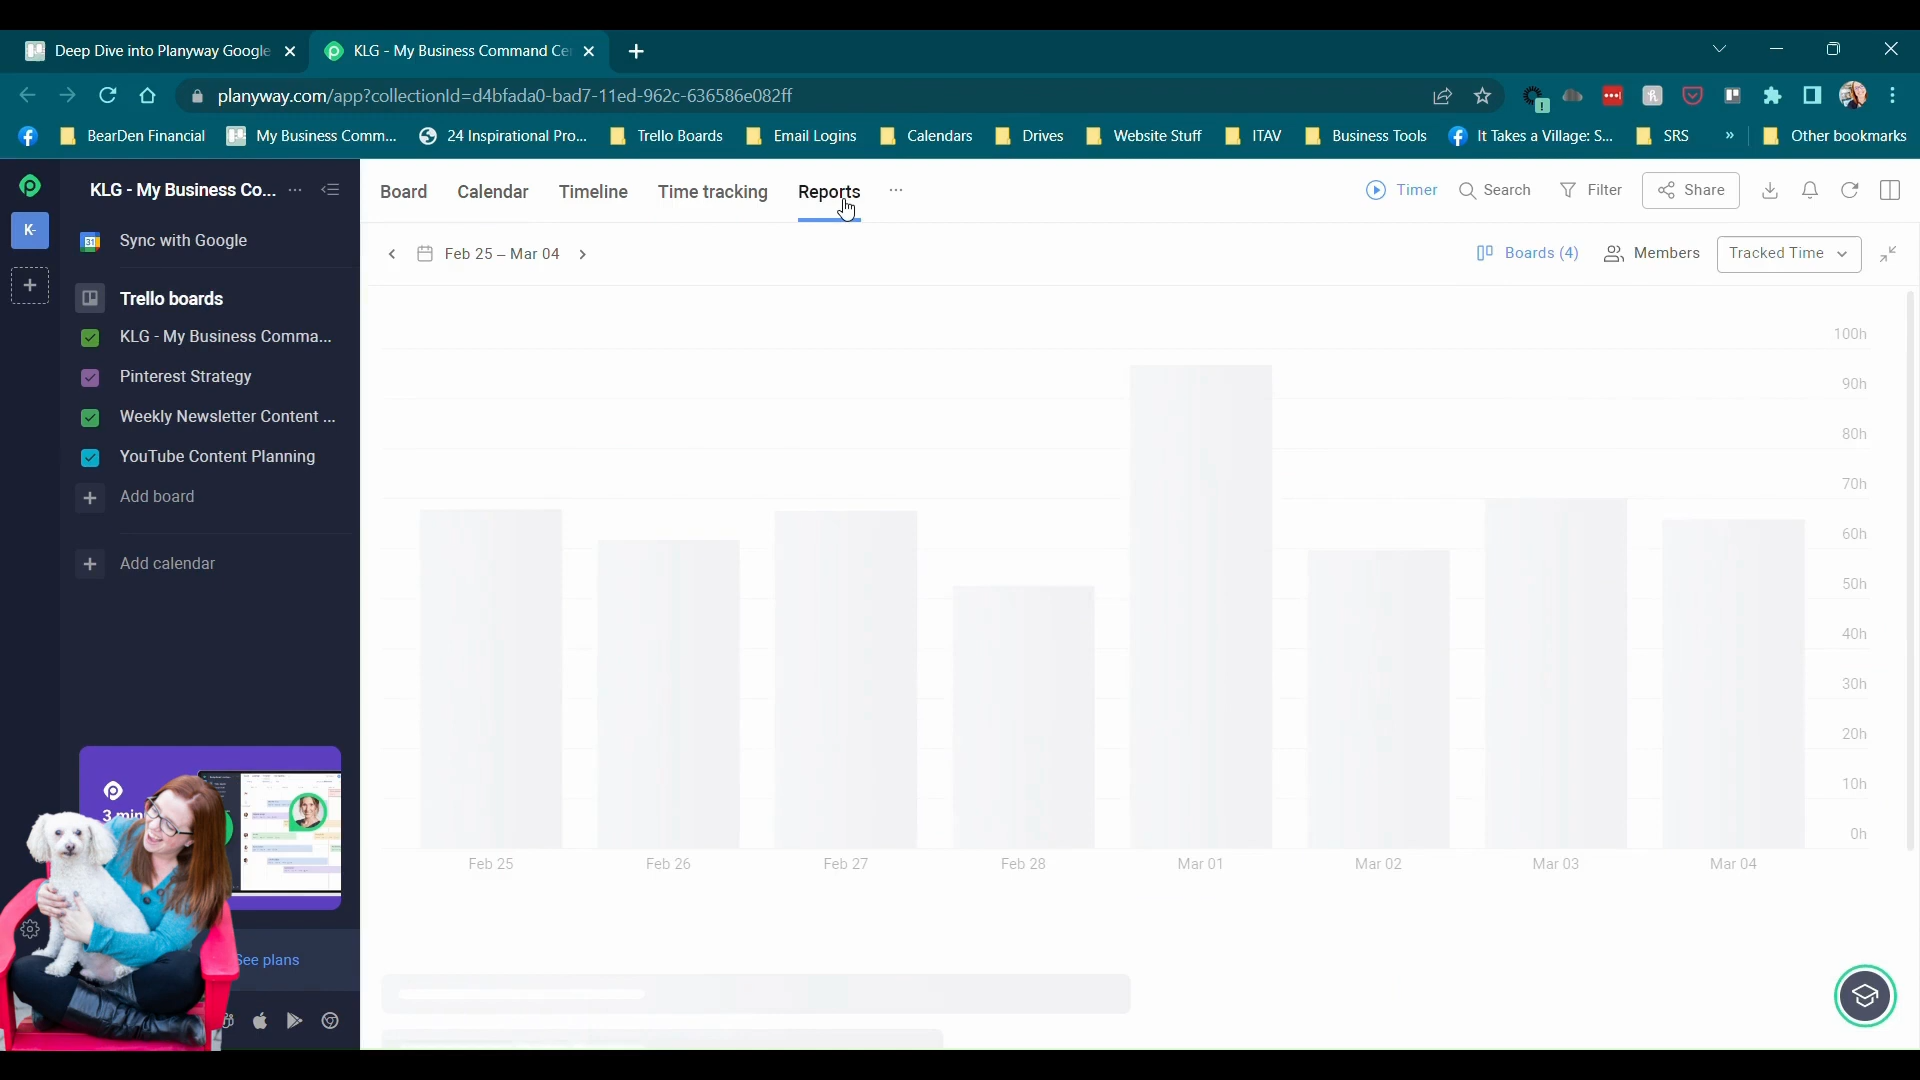 Deep Dive into Planyway Google
KLG - My Business Command Cen
planyway.com/app?collectionId=d4bfada0-bad7-11ed-962c-636586e082ff
BearDen Financial
My Business Comm...
24 Inspirational Pro...
Trello Boards
Email Logins
Calendars
Drives
Website Stuff
ITAV
Business Tools
It Takes a Village: S...
SRS
»
Other bookmarks
KLG - My Business Co...
K-
Sync with Google
31
Trello boards
KLG - My Business Comma...
Pinterest Strategy
Weekly Newsletter Content ...
YouTube Content Planning
Add board
Add calendar
3 min
See plans
Board Calendar Timeline Time tracking Reports
Timer Search Filter Share
Feb 25 – Mar 04
Boards (4) Members Tracked Time
100h
90h
80h
70h
60h
50h
40h
30h
20h
10h
0h
Feb 25 Feb 26 Feb 27 Feb 28 Mar 01 Mar 02 Mar 03 Mar 04